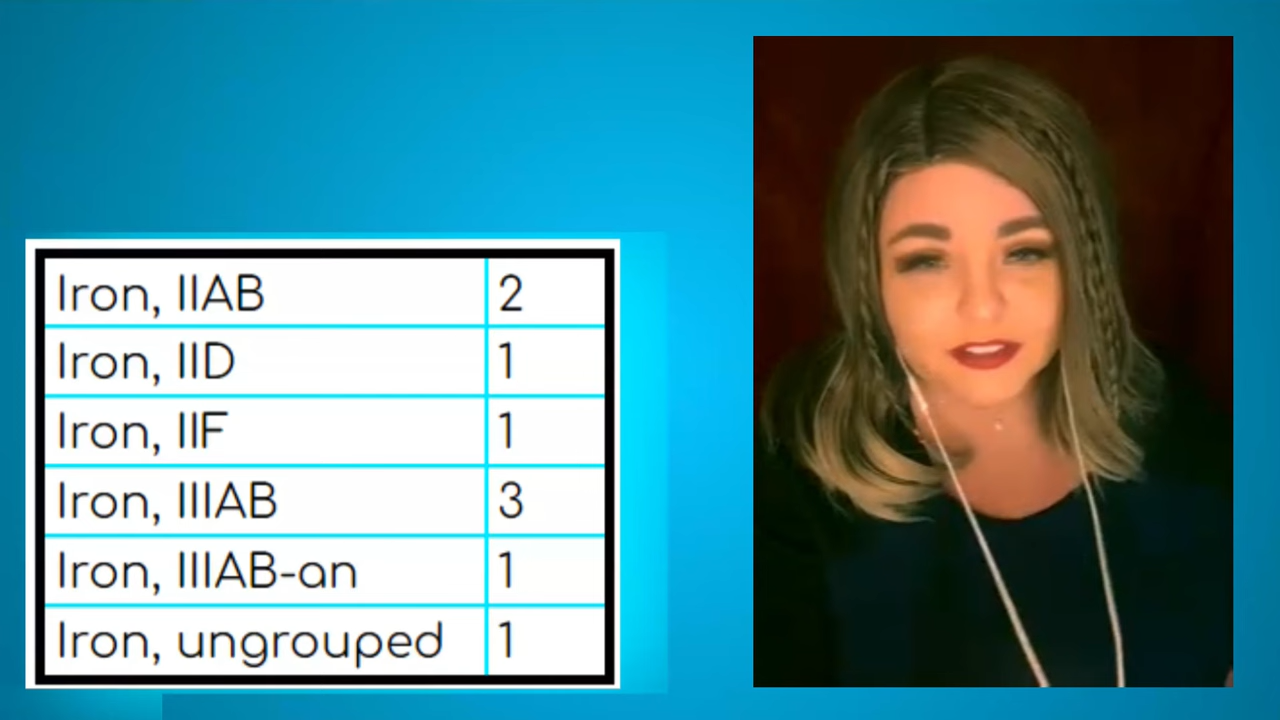 Iron, IIAB 2
Iron, IID 1
Iron, IIF 1
Iron, IIIAB 3
Iron, IIIAB-an 1
Iron, ungrouped 1